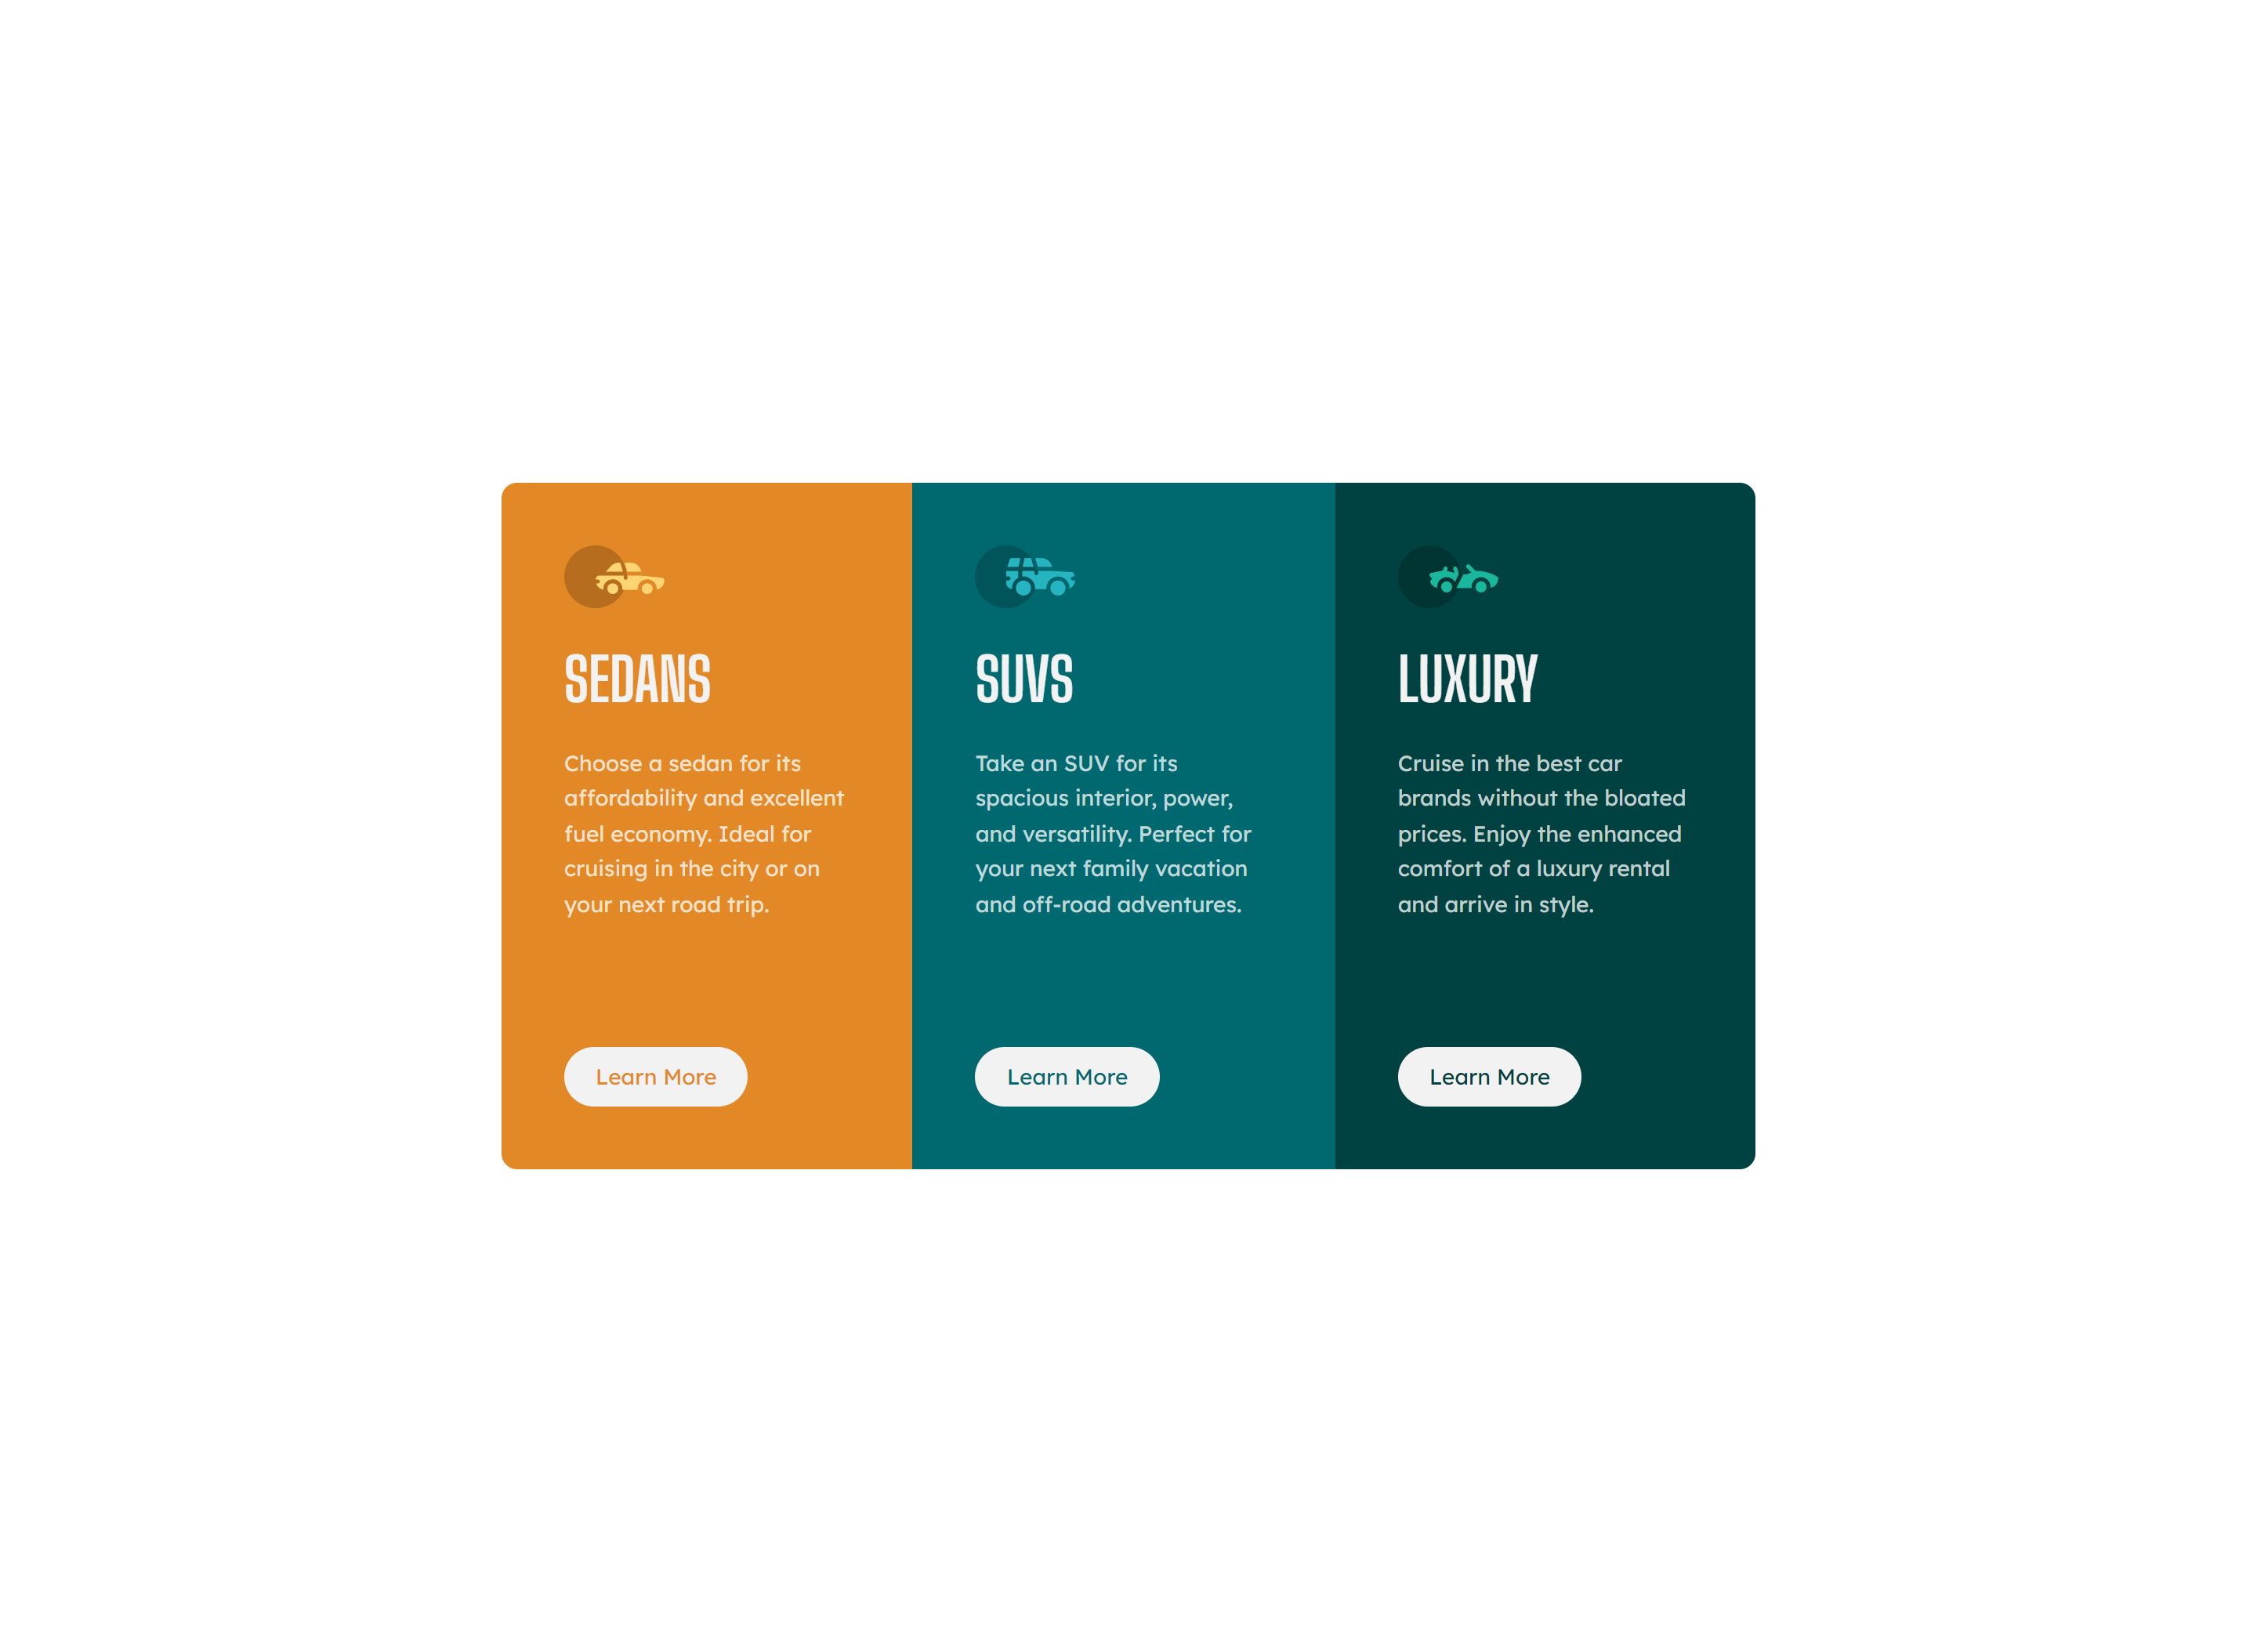 SEDANS
Choose a sedan for its
affordability and excellent
fuel economy. Ideal for
cruising in the city or on
your next road trip.
Learn More
SUVS
Take an SUV for its
spacious interior, power,
and versatility. Perfect for
your next family vacation
and off-road adventures.
Learn More
LUXURY
Cruise in the best car
brands without the bloated
prices. Enjoy the enhanced
comfort of a luxury rental
and arrive in style.
Learn More